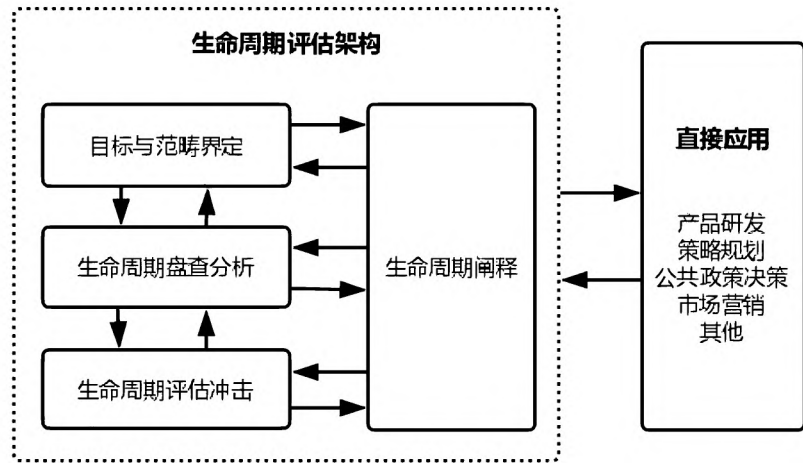 生命周期评估架构
目标与范畴界定
生命周期盘查分析
生命周期评估冲击
生命周期阐释
直接应用
产品研发
策略规划
公共政策决策
市场营销
其他